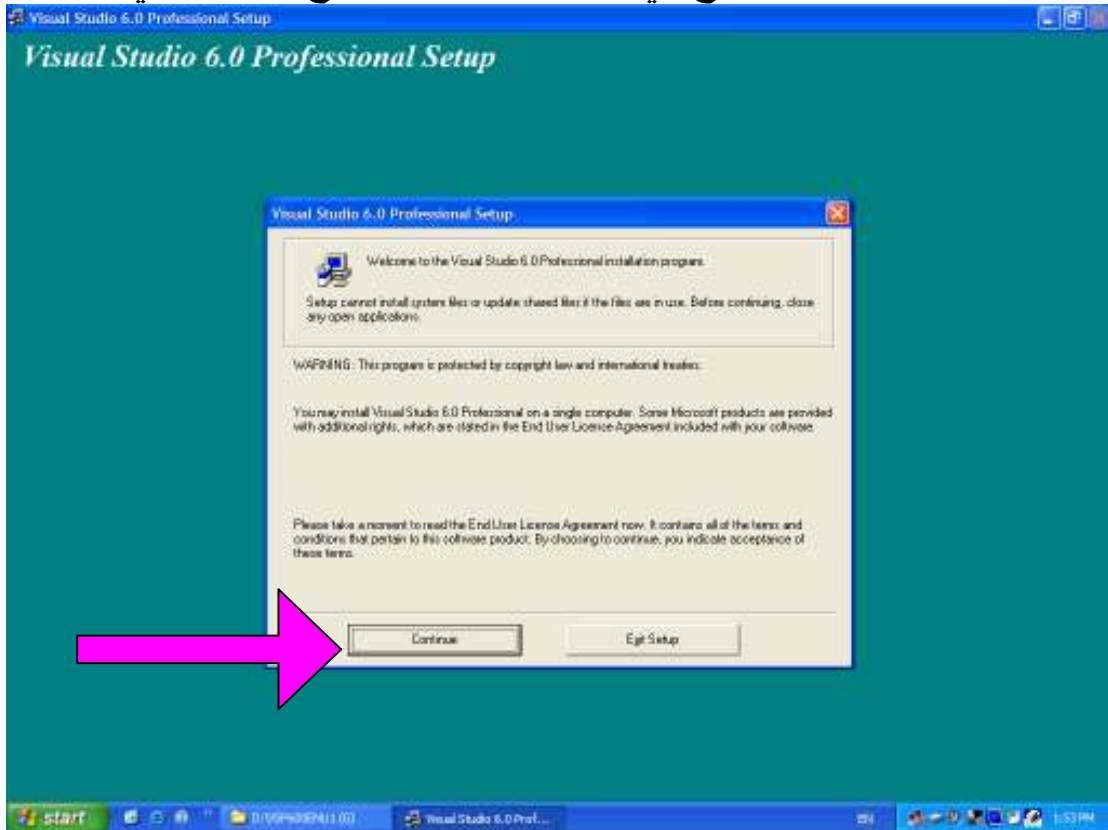 Visual Studio 6.0 Professional Setup
Visual Studio 6.0 Professional Setup
Visual Studio 6.0 Professional Setup
Welcome to the Visual Studio 6.0 Professional installation program.
Setup cannot install system files or update shared files if the files are in use. Before continuing, close
any open applications.
WARNING: This program is protected by copyright law and international treaties.
You may install Visual Studio 6.0 Professional on a single computer. Some Microsoft products are provided
with additional rights, which are stated in the End User License Agreement included with your software.
Please take a moment to read the End User License Agreement now. It contains all of the terms and
conditions that pertain to this software product. By choosing to continue, you indicate acceptance of
these terms.
Continue
Exit Setup
start
Visual Studio 6.0 Prof...
EN
1:53 PM